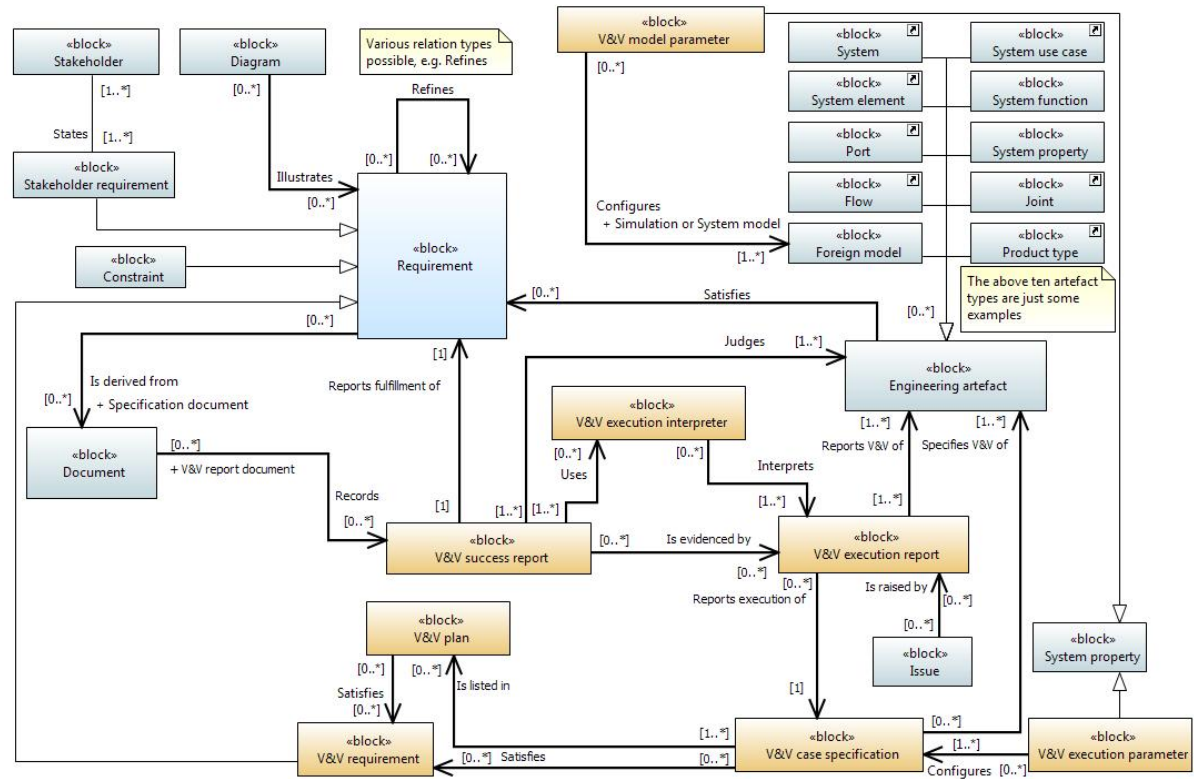 «block»
Stakeholder
[1..*]
States
[1..*]
«block»
Stakeholder requirement
«block»
Diagram
[0..*]
Illustrates
[0..*]
Various relation types
possible, e.g. Refines
Refines
[0..*]
[0..*]
«block»
Requirement
«block»
Constraint
«block»
V&V model parameter
[0..*]
Configures
+ Simulation or System model
[1..*]
«block»
System
«block»
System use case
«block»
System element
«block»
System function
«block»
Port
«block»
System property
«block»
Flow
«block»
Joint
«block»
Foreign model
«block»
Product type
The above ten artefact
types are just some
examples
[0..*]
[0..*]
Satisfies
[0..*]
Is derived from
+ Specification document
[0..*]
«block»
Document
[0..*]
+ V&V report document
Records
[0..*]
[1]
Reports fulfillment of
[1]
Judges
[1..*]
[1..*]
«block»
Engineering artefact
«block»
V&V execution interpreter
[0..*]
Uses
[1..*]
[0..*]
Interprets
[1..*]
[1..*]
Reports V&V of
[1..*]
[1..*]
Specifies V&V of
«block»
V&V success report
[0..*]
Is evidenced by
[0..*]
«block»
V&V execution report
[0..*]
Reports execution of
[1]
Is raised by
[0..*]
[0..*]
«block»
Issue
«block»
System property
«block»
V&V plan
[0..*]
Satisfies
[0..*]
[0..*]
Is listed in
[1..*]
«block»
V&V requirement
[0..*]
Satisfies
[0..*]
«block»
V&V case specification
[0..*]
[1..*]
Configures
[0..*]
«block»
V&V execution parameter